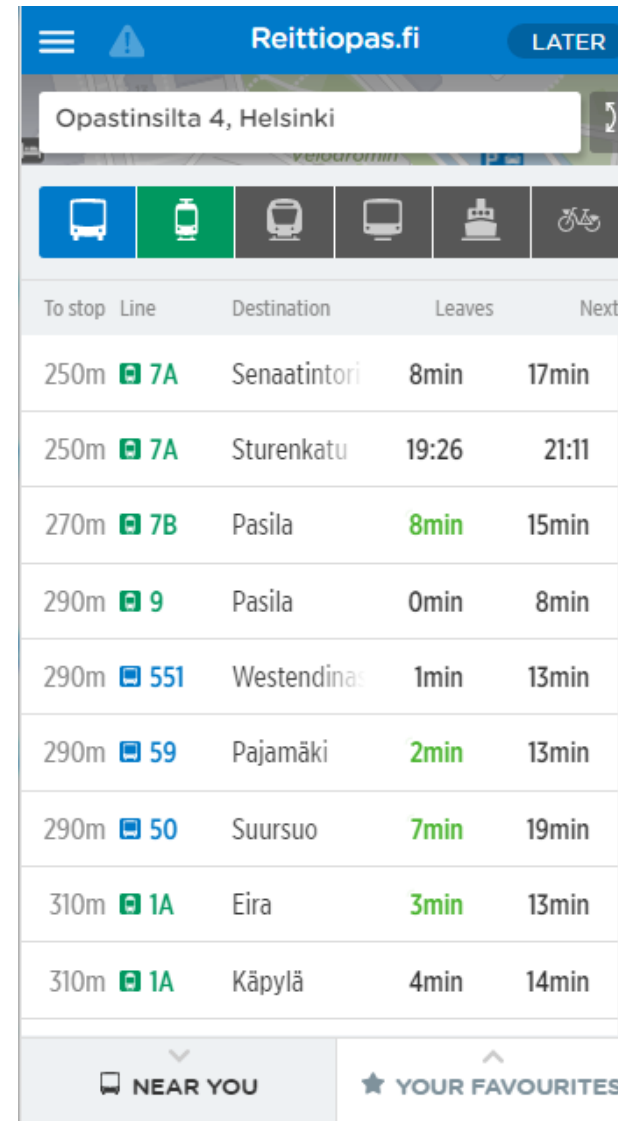 Reittiopas.fi LATER
Opastinsilta 4, Helsinki
Velodromin
P
To stop Line Destination Leaves Next
250m 7A Senaatintori 8min 17min
250m 7A Sturenkatu 19:26 21:11
270m 7B Pasila 8min 15min
290m 9 Pasila 0min 8min
290m 551 Westendinas 1min 13min
290m 59 Pajamäki 2min 13min
290m 50 Suursuo 7min 19min
310m 1A Eira 3min 13min
310m 1A Käpylä 4min 14min
NEAR YOU YOUR FAVOURITES